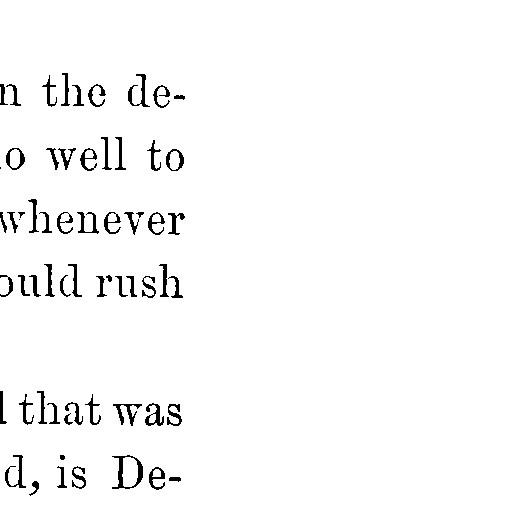 n the de-
o well to
whenever
ould rush
that was
d, is De-